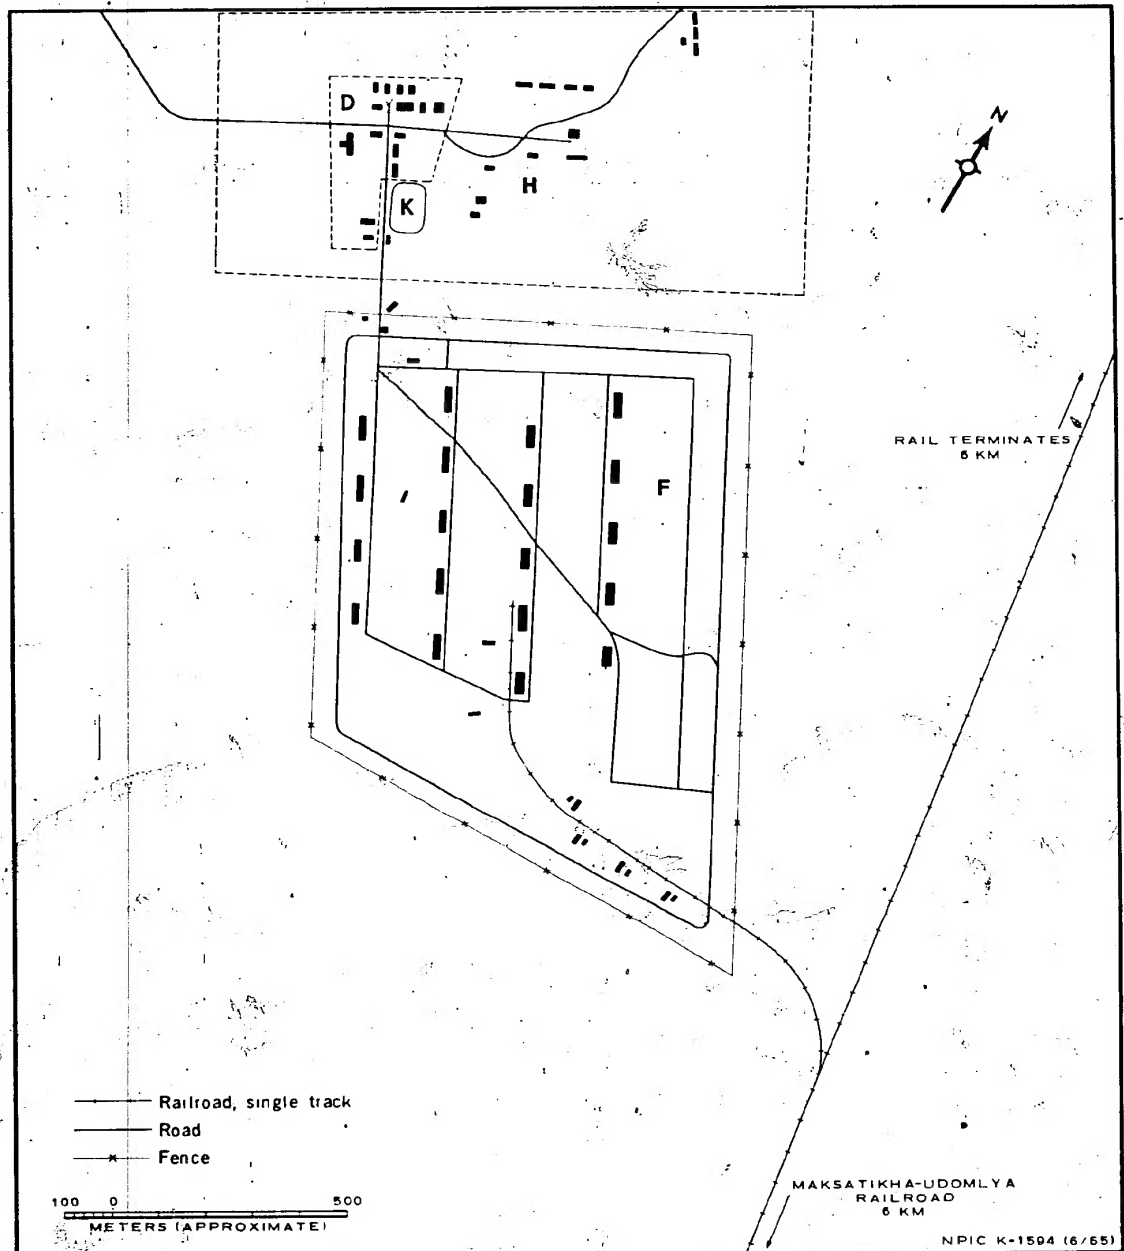 D
N
H
K
RAIL TERMINATES
6 KM
F
Railroad, single track
Road
Fence
100 0 500
METERS (APPROXIMATE)
MAKSATIKHA-UDOMLYA
RAILROAD
6 KM
NPIC K-1594 (6/65)